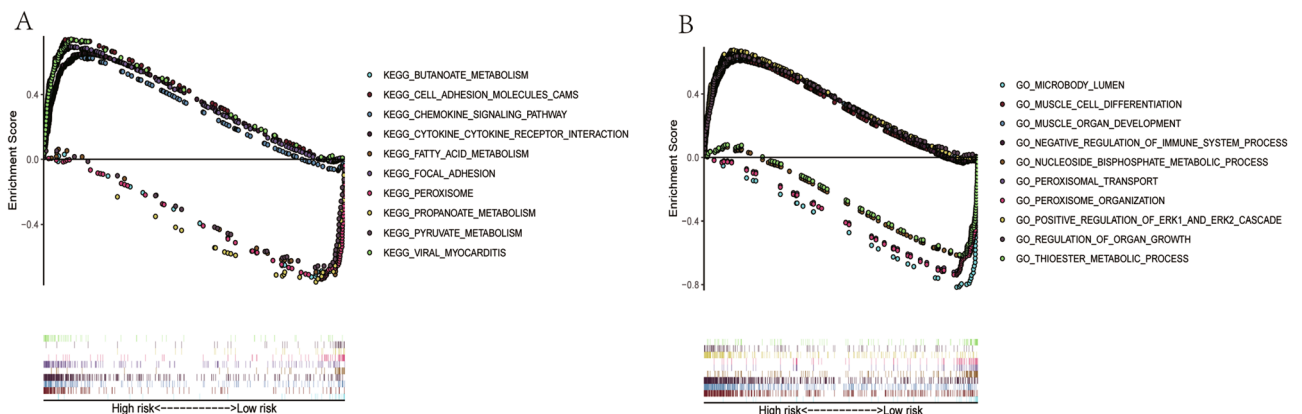 A
Enrichment Score
0.4
0.0
−0.4
KEGG_BUTANOATE_METABOLISM
KEGG_CELL_ADHESION_MOLECULES_CAMS
KEGG_CHEMOKINE_SIGNALING_PATHWAY
KEGG_CYTOKINE_CYTOKINE_RECEPTOR_INTERACTION
KEGG_FATTY_ACID_METABOLISM
KEGG_FOCAL_ADHESION
KEGG_PEROXISOME
KEGG_PROPANOATE_METABOLISM
KEGG_PYRUVATE_METABOLISM
KEGG_VIRAL_MYOCARDITIS
High risk<----------->Low risk
B
Enrichment Score
0.4
0.0
−0.4
−0.8
GO_MICROBODY_LUMEN
GO_MUSCLE_CELL_DIFFERENTIATION
GO_MUSCLE_ORGAN_DEVELOPMENT
GO_NEGATIVE_REGULATION_OF_IMMUNE_SYSTEM_PROCESS
GO_NUCLEOSIDE_BISPHOSPHATE_METABOLIC_PROCESS
GO_PEROXISOMAL_TRANSPORT
GO_PEROXISOME_ORGANIZATION
GO_POSITIVE_REGULATION_OF_ERK1_AND_ERK2_CASCADE
GO_REGULATION_OF_ORGAN_GROWTH
GO_THIOESTER_METABOLIC_PROCESS
High risk<----------->Low risk